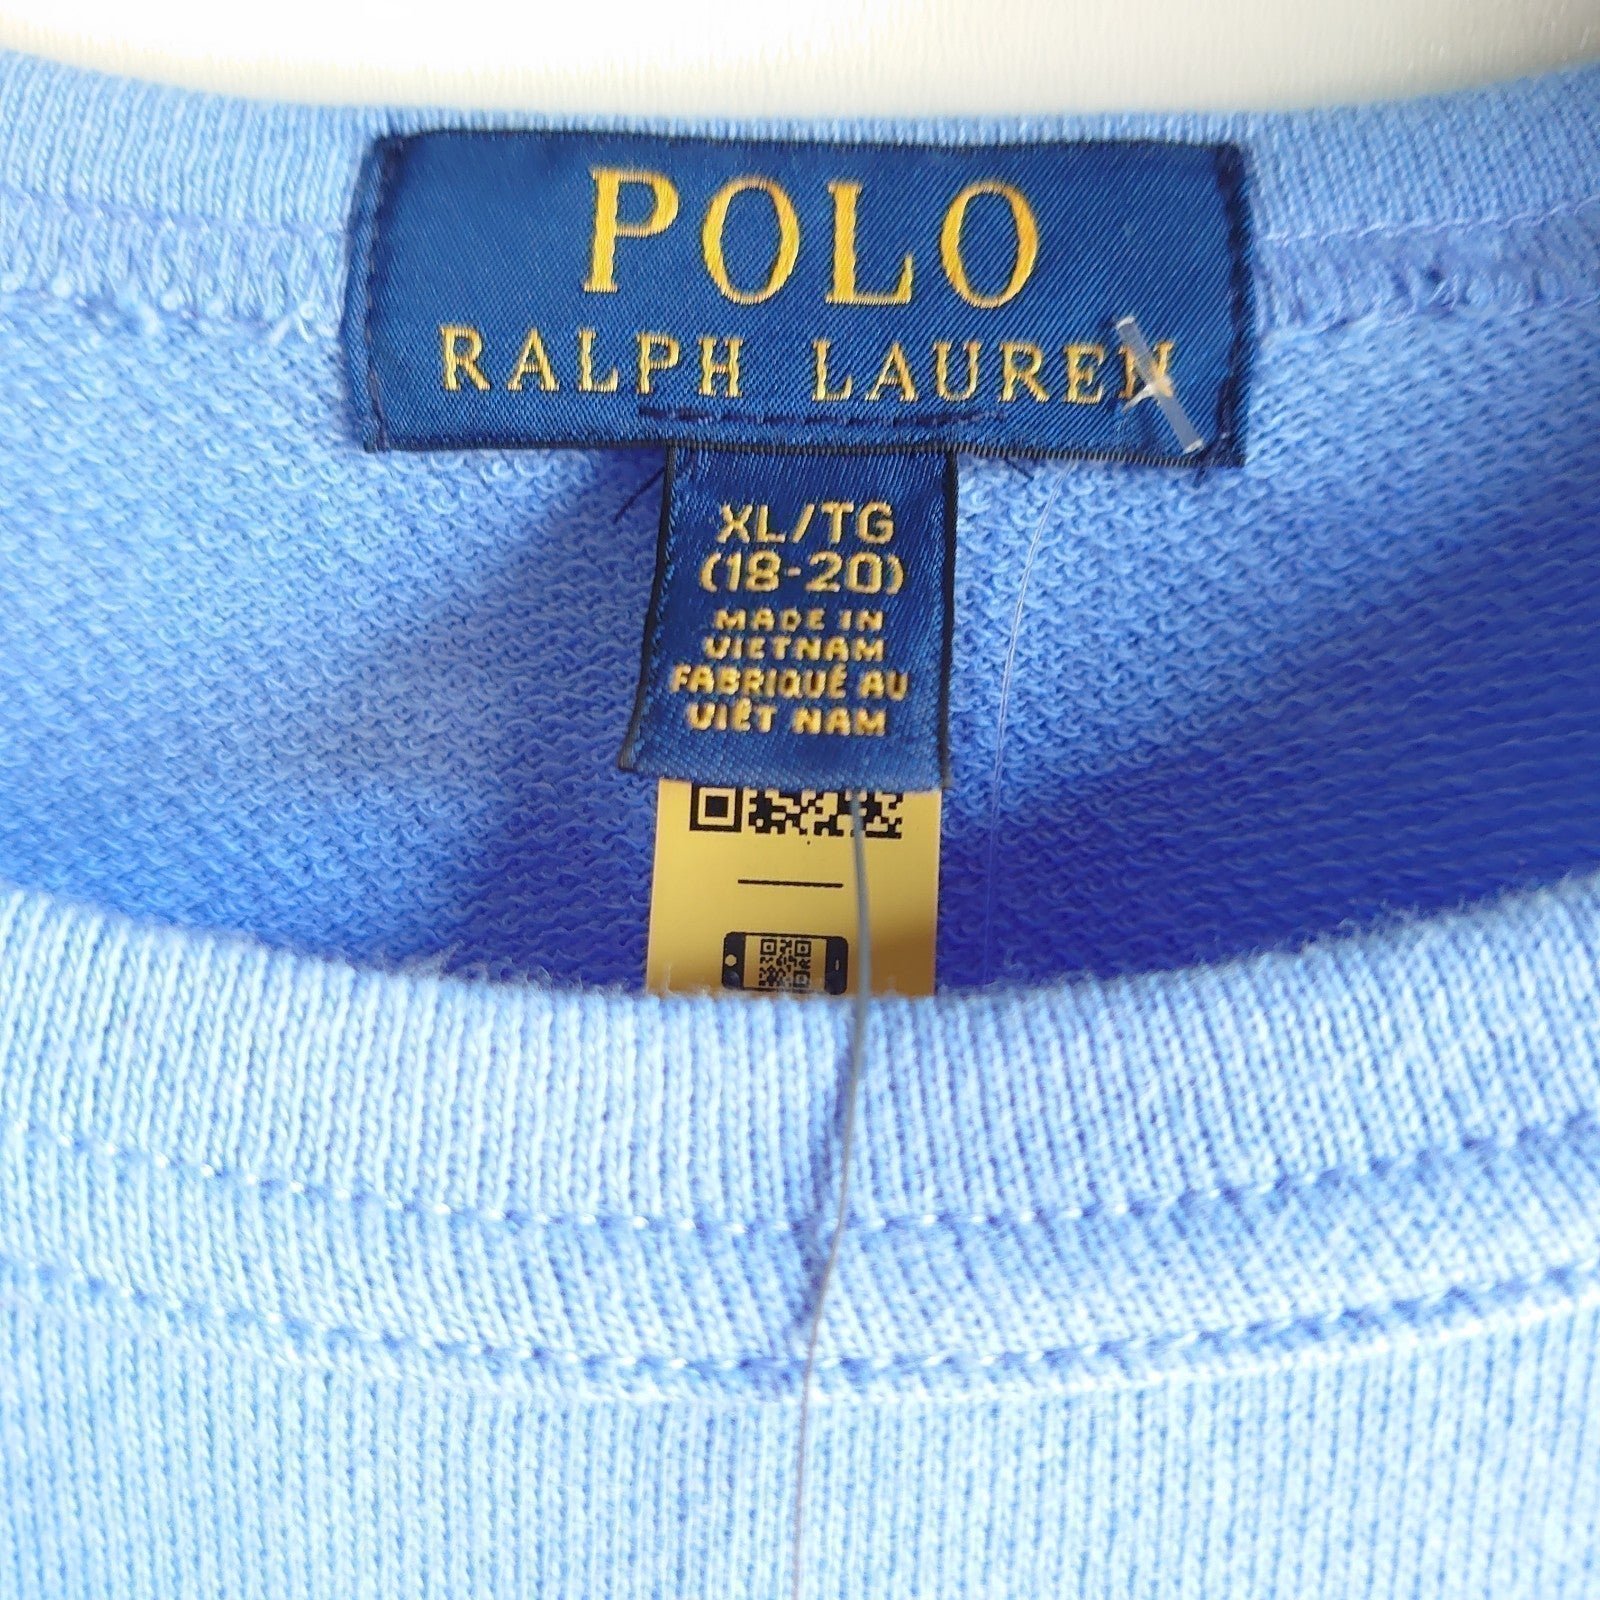 POLO
RALPH LAUREN
XL/TG
(18-20)
MADE IN
VIETNAM
FABRIQUÉ AU
VIÊT NAM